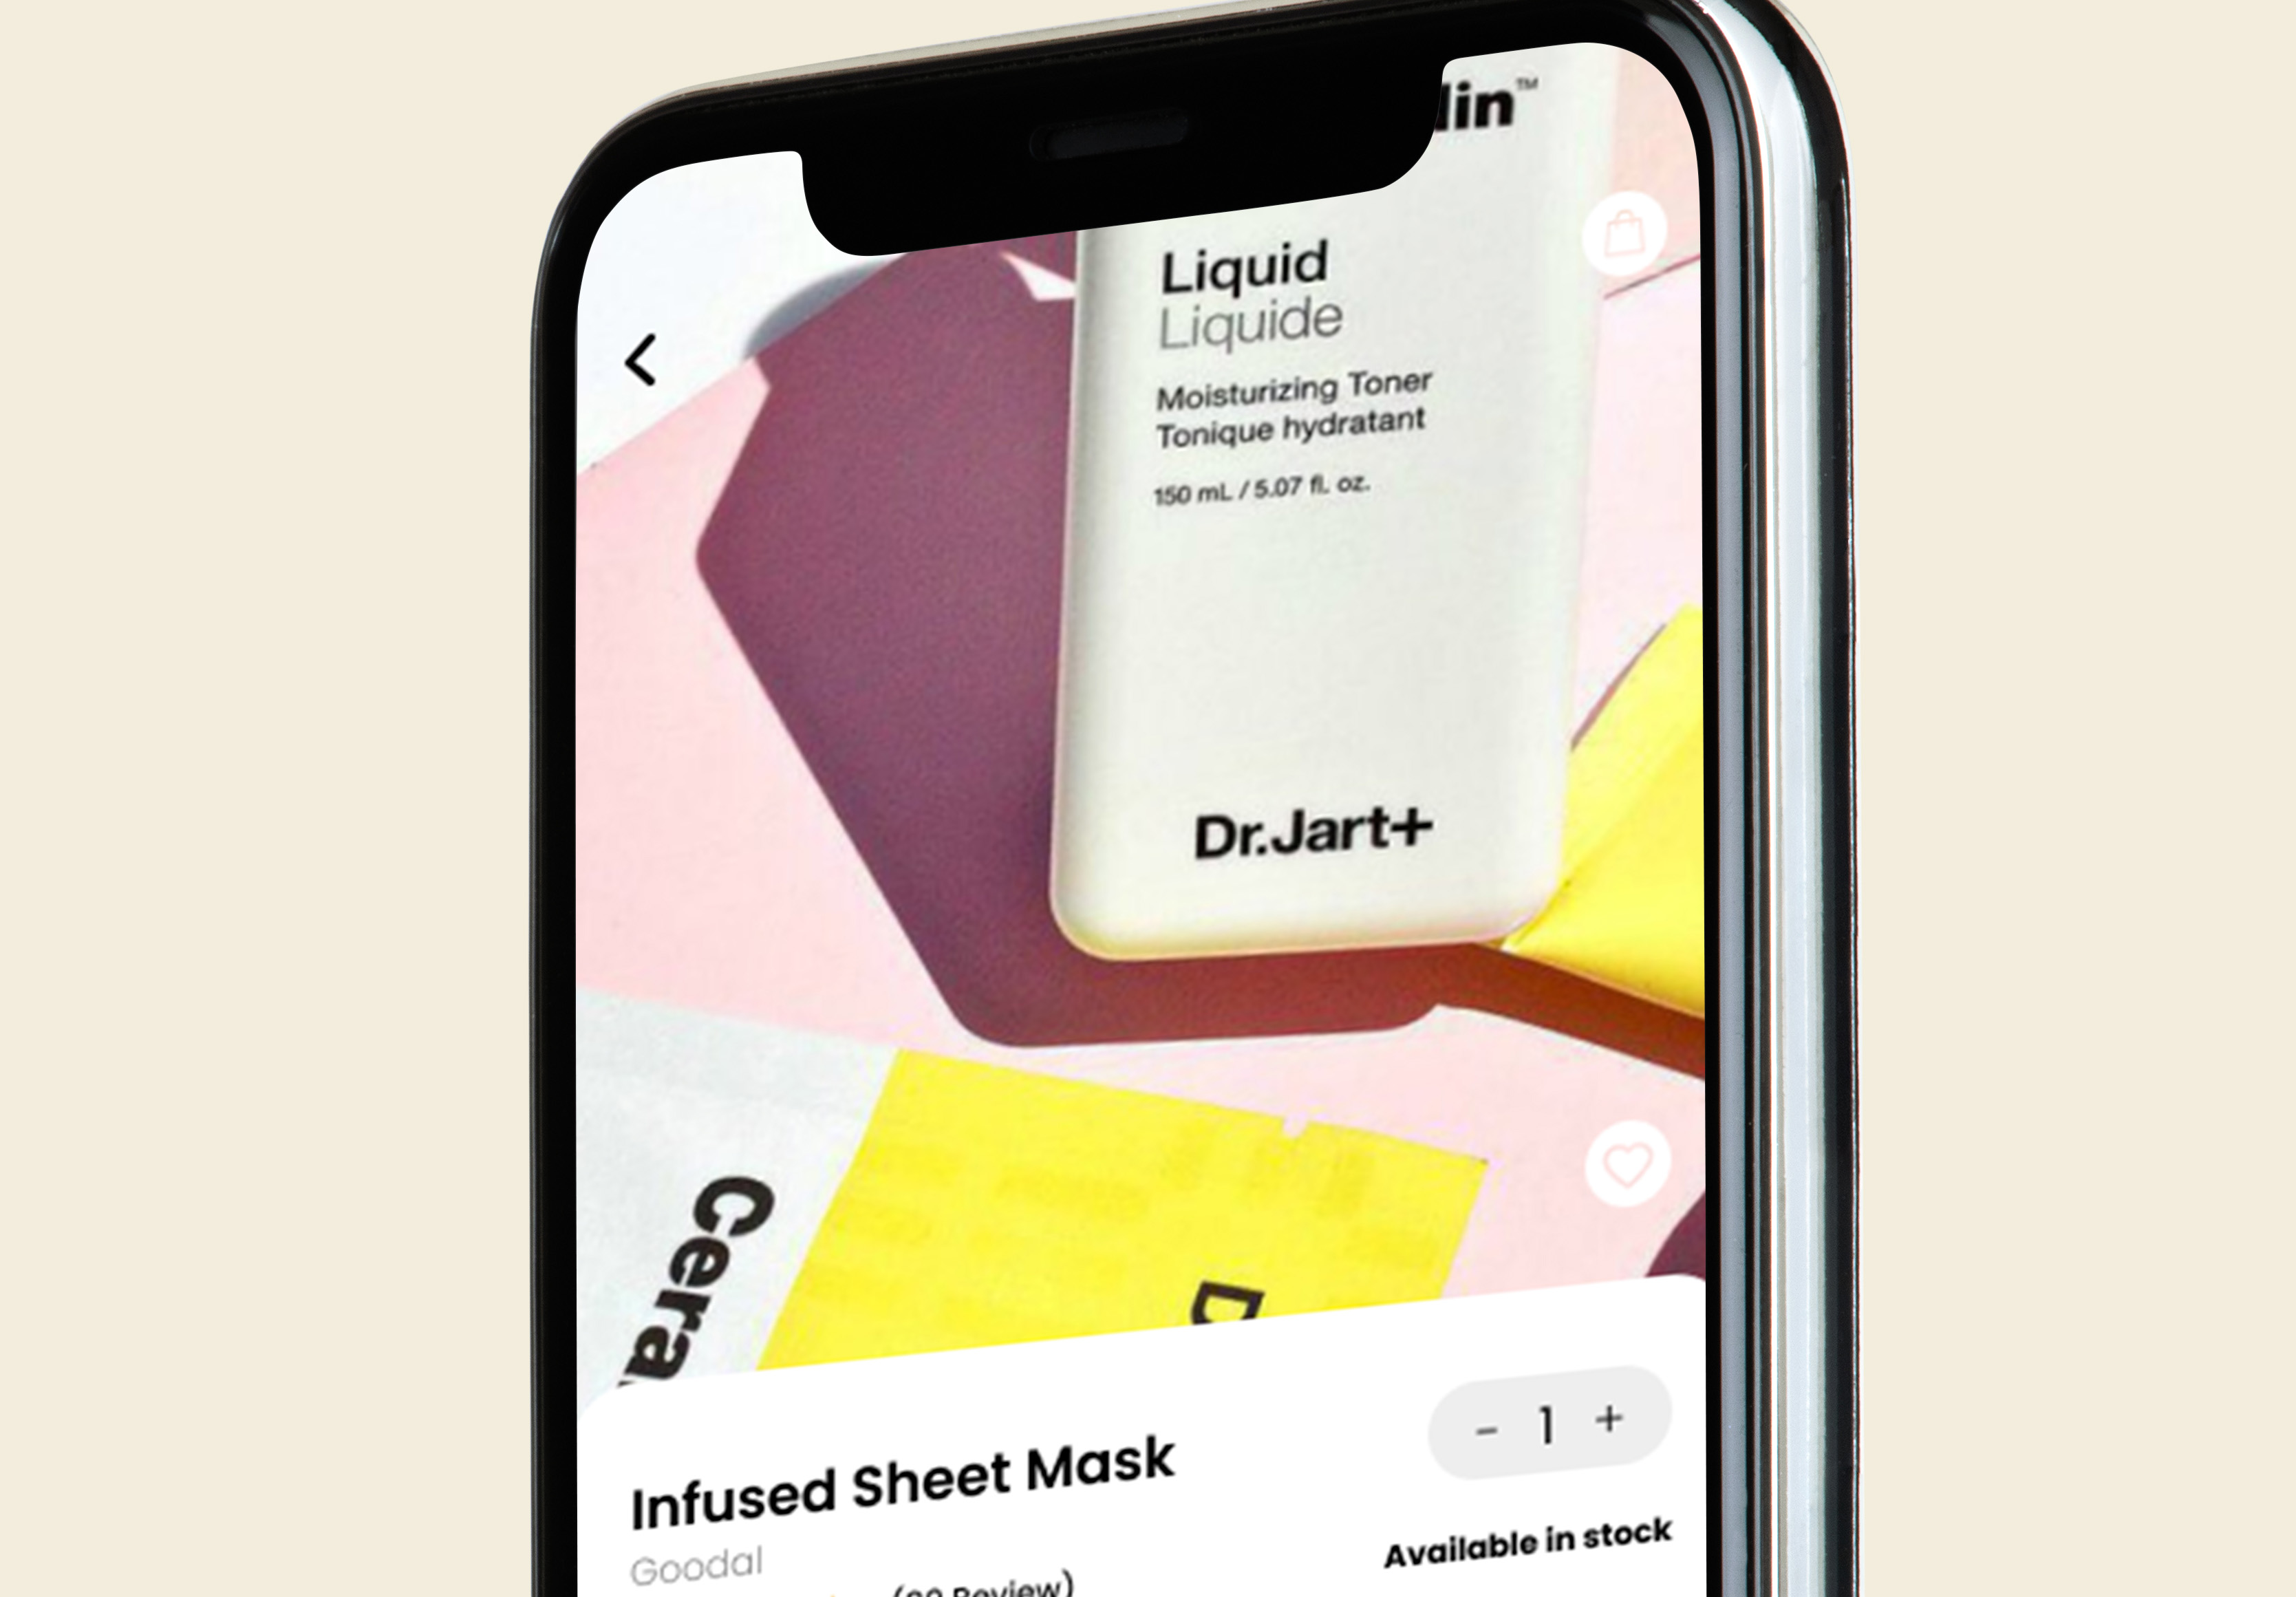 lin™
Liquid
Liquide
Moisturizing Toner
Tonique hydratant
150 mL / 5.07 fl. oz.
Dr.Jart+
Cera
D
- 1 +
Infused Sheet Mask
Goodal
Available in stock
Review)